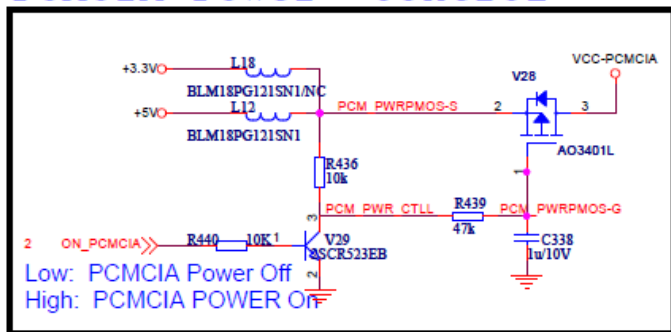 L18
+3.3V
BLM18PG121SN1/NC
VCC-PCMCIA
V28
L12
+5V
PCM_PWRPMOS-S
2
3
BLM18PG121SN1
AO3401L
R436
10k
1
3
PCM_PWR_CTLL
R439
PCM_PWRPMOS-G
47k
2
ON_PCMCIA
R440
10K
1
V29
2SCR523EB
C338
1u/10V
2
Low: PCMCIA Power Off
High: PCMCIA POWER On